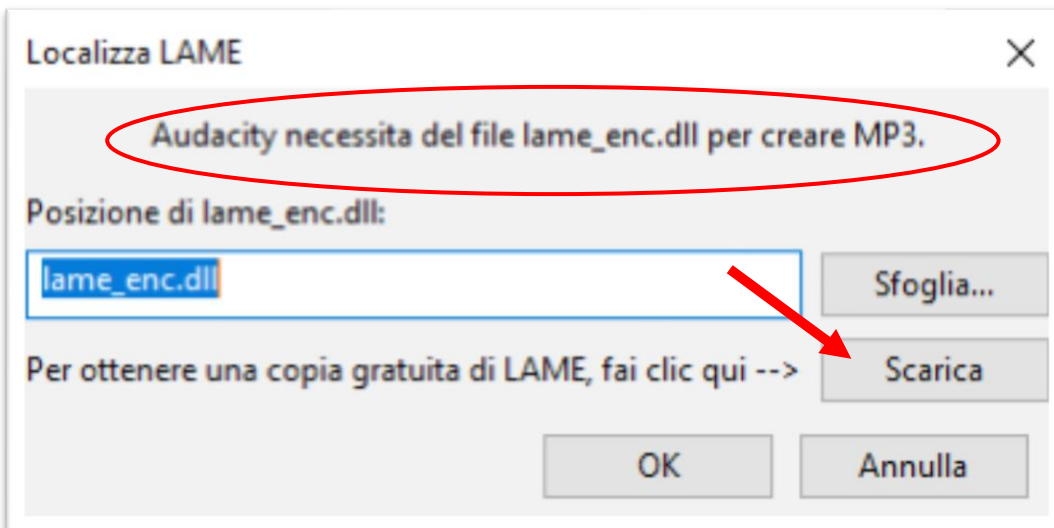 Localizza LAME
Audacity necessita del file lame_enc.dll per creare MP3.
Posizione di lame_enc.dll:
lame_enc.dll
Sfoglia...
Per ottenere una copia gratuita di LAME, fai clic qui -->
Scarica
OK
Annulla